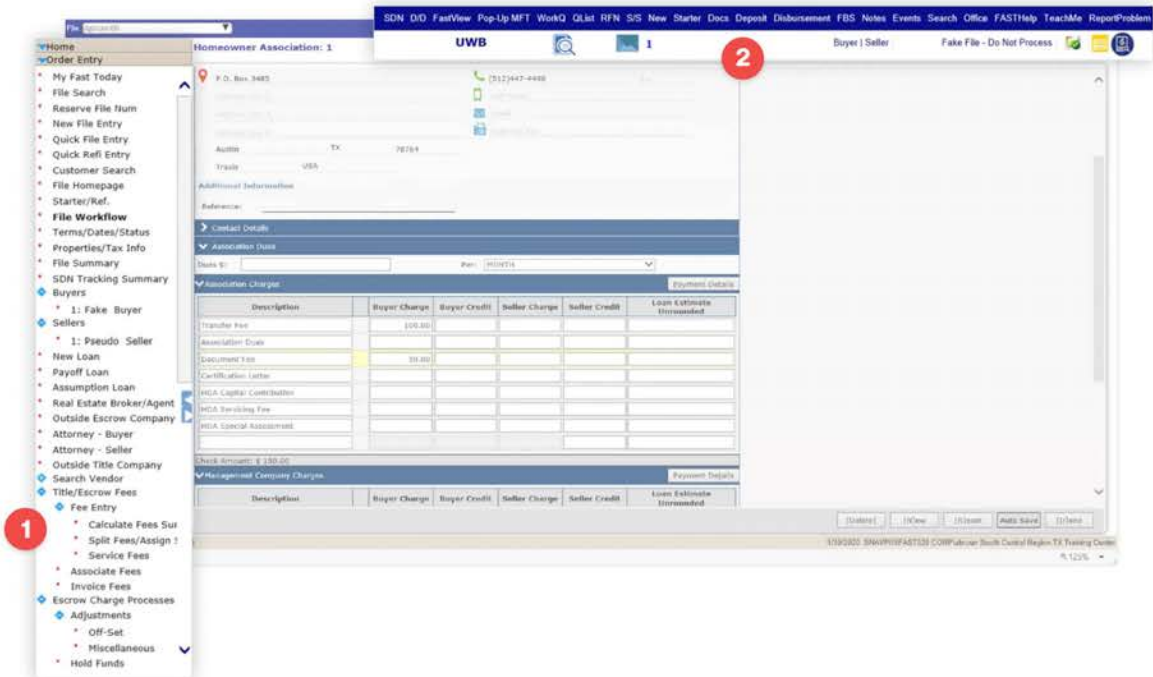 SDN D/D FastView Pop-Up MFT WorkQ QList RFN S/S New Starter Docs Deposit Disbursement FBS Notes Events Search Office FASTHelp TeachMe ReportProblem
UWB 1 Buyer | Seller Fake File - Do Not Process
2
File
Home
Order Entry
My Fast Today
File Search
Reserve File Num
New File Entry
Quick File Entry
Quick Refi Entry
Customer Search
File Homepage
Starter/Ref.
File Workflow
Terms/Dates/Status
Properties/Tax Info
File Summary
SDN Tracking Summary
Buyers
1: Fake Buyer
Sellers
1: Pseudo Seller
New Loan
Payoff Loan
Assumption Loan
Real Estate Broker/Agent
Outside Escrow Company
Attorney - Buyer
Attorney - Seller
Outside Title Company
Search Vendor
Title/Escrow Fees
Fee Entry
1
Calculate Fees Sur
Split Fees/Assign S
Service Fees
Associate Fees
Invoice Fees
Escrow Charge Processes
Adjustments
Off-Set
Miscellaneous
Hold Funds
Homeowner Association: 1
P.O. Box 3485 (512)447-4498
Austin TX 78764
Travis USA
Additional Information
Reference:
Contact Details
Association Dues
Dues $: Per: MONTH
Association Charges Payment Details
Description Buyer Charge Buyer Credit Seller Charge Seller Credit Loan Estimate Unrounded
Transfer Fee 100.00
Association Dues
Document Fee 50.00
Certification Letter
HOA Capital Contribution
HOA Servicing Fee
HOA Special Assessment
Check Amount: $ 150.00
Management Company Charges Payment Details
Description Buyer Charge Buyer Credit Seller Charge Seller Credit Loan Estimate Unrounded
Auto Save
South Central Region TX Training Center
125%